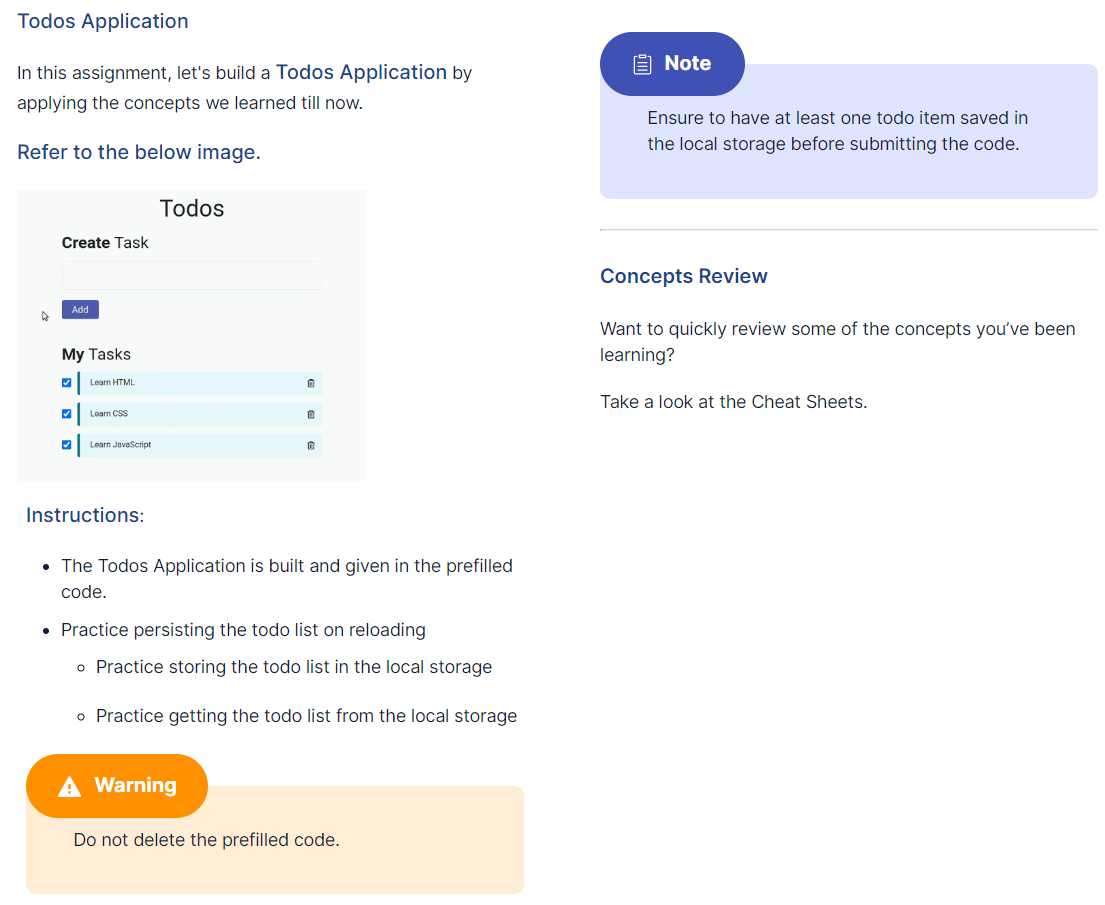 Todos Application
In this assignment, let's build a Todos Application by
applying the concepts we learned till now.
Refer to the below image.
Todos
Create Task
Add
My Tasks
Learn HTML
Learn CSS
Learn JavaScript
Instructions:
The Todos Application is built and given in the prefilled
code.
Practice persisting the todo list on reloading
Practice storing the todo list in the local storage
Practice getting the todo list from the local storage
Warning
Do not delete the prefilled code.
Note
Ensure to have at least one todo item saved in
the local storage before submitting the code.
Concepts Review
Want to quickly review some of the concepts you’ve been
learning?
Take a look at the Cheat Sheets.